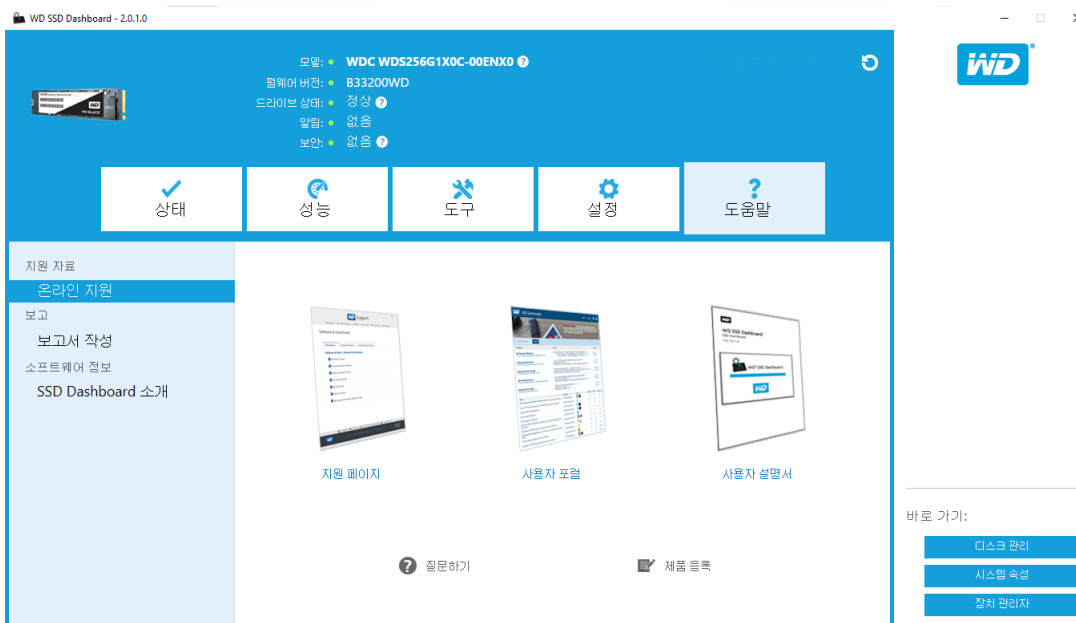 WD SSD Dashboard - 2.0.1.0
모델: WDC WDS256G1X0C-00ENX0
펌웨어 버전: B33200WD
드라이브 상태: 정상
알림: 없음
보안: 없음
WD
상태
성능
도구
설정
도움말
지원 자료
온라인 지원
보고
보고서 작성
소프트웨어 정보
SSD Dashboard 소개
지원 페이지
사용자 포럼
사용자 설명서
질문하기
제품 등록
바로 가기:
디스크 관리
시스템 속성
장치 관리자